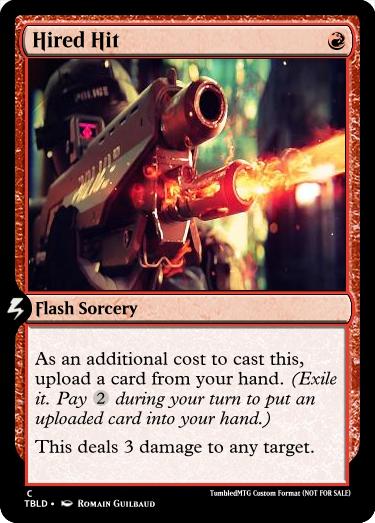 Hired Hit
POLICE
Flash Sorcery
As an additional cost to cast this,
upload a card from your hand. (Exile
it. Pay 2 during your turn to put an
uploaded card into your hand.)
This deals 3 damage to any target.
C
TBLD • Romain Guilbaud
TumbledMTG Custom Format (NOT FOR SALE)